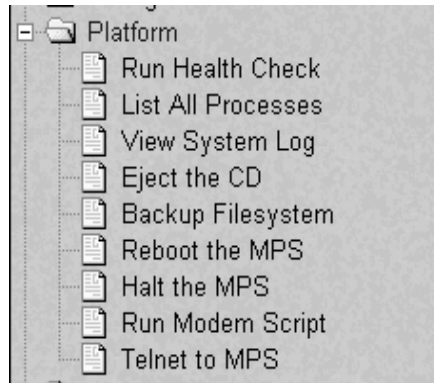 Platform
Run Health Check
List All Processes
View System Log
Eject the CD
Backup Filesystem
Reboot the MPS
Halt the MPS
Run Modem Script
Telnet to MPS